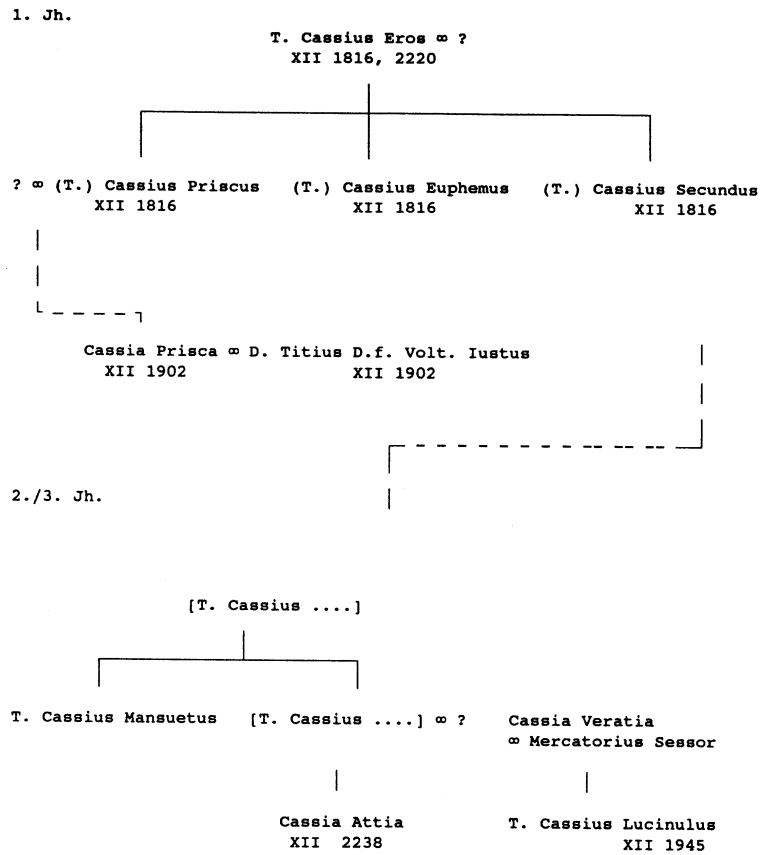 1. Jh.
T. Cassius Eros ∞ ?
XII 1816, 2220
? ∞ (T.) Cassius Priscus (T.) Cassius Euphemus (T.) Cassius Secundus
XII 1816 XII 1816 XII 1816
Cassia Prisca ∞ D. Titius D.f. Volt. Iustus
XII 1902 XII 1902
2./3. Jh.
[T. Cassius ....]
T. Cassius Mansuetus [T. Cassius ....] ∞ ? Cassia Veratia
∞ Mercatorius Sessor
Cassia Attia T. Cassius Lucinulus
XII 2238 XII 1945